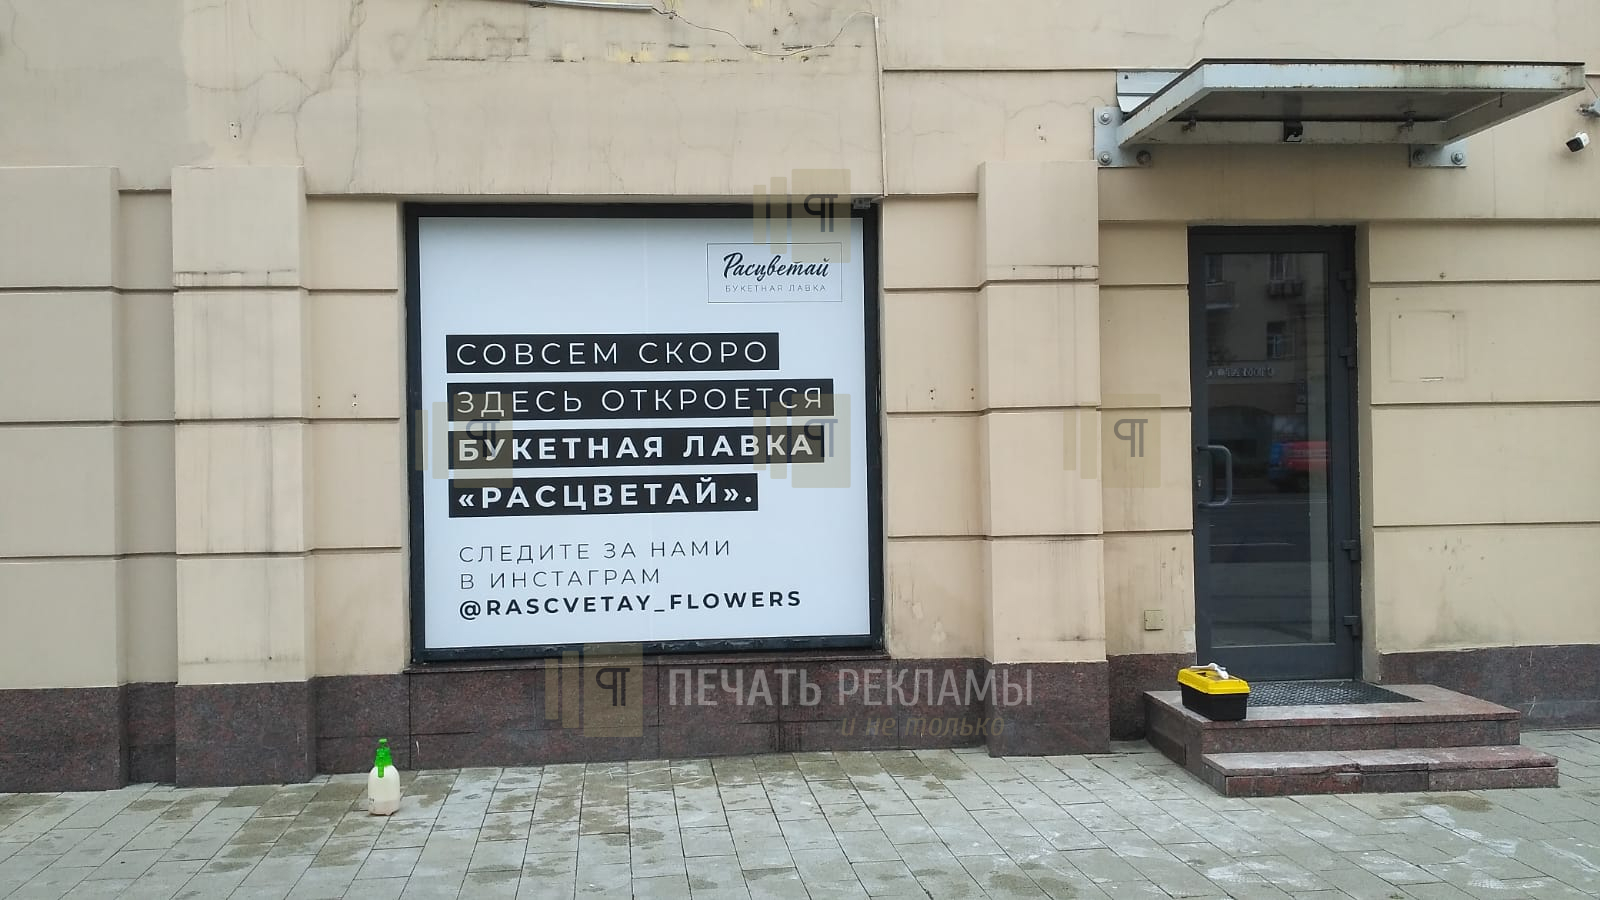 Расцветай
БУКЕТНАЯ ЛАВКА
СОВСЕМ СКОРО
ЗДЕСЬ ОТКРОЕТСЯ
БУКЕТНАЯ ЛАВКА
«РАСЦВЕТАЙ».
СЛЕДИТЕ ЗА НАМИ
В ИНСТАГРАМ
@RASCVETAY_FLOWERS
ПЕЧАТЬ РЕКЛАМЫ
и не только